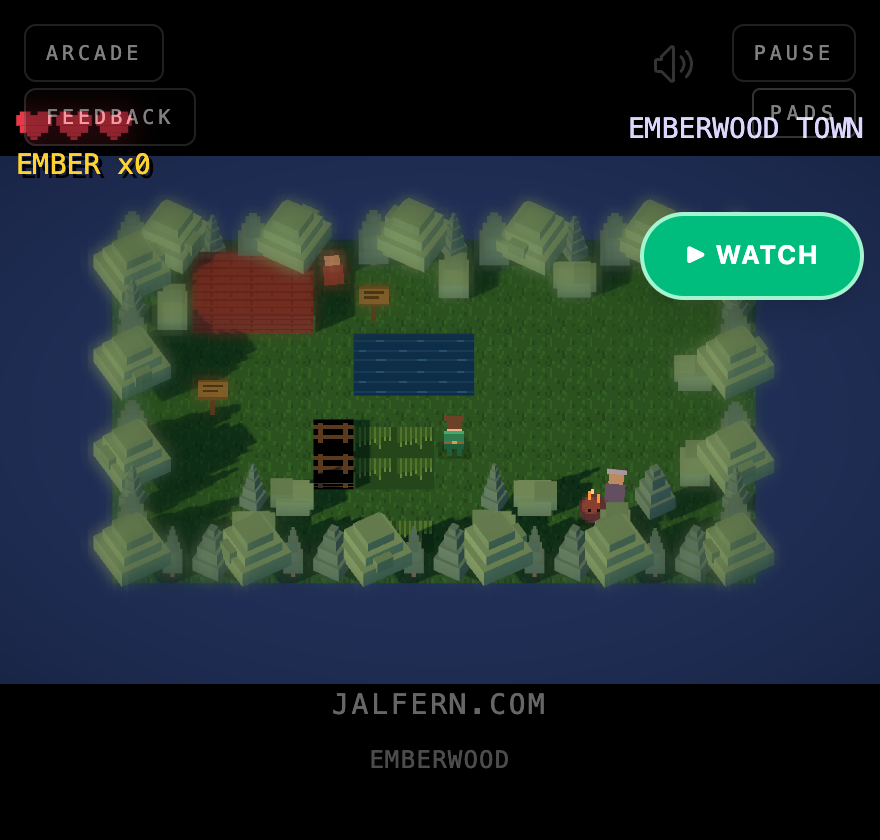 ARCADE
PAUSE
FEEDBACK
PADS
EMBERWOOD TOWN
EMBER x0
WATCH
JALFERN.COM
EMBERWOOD